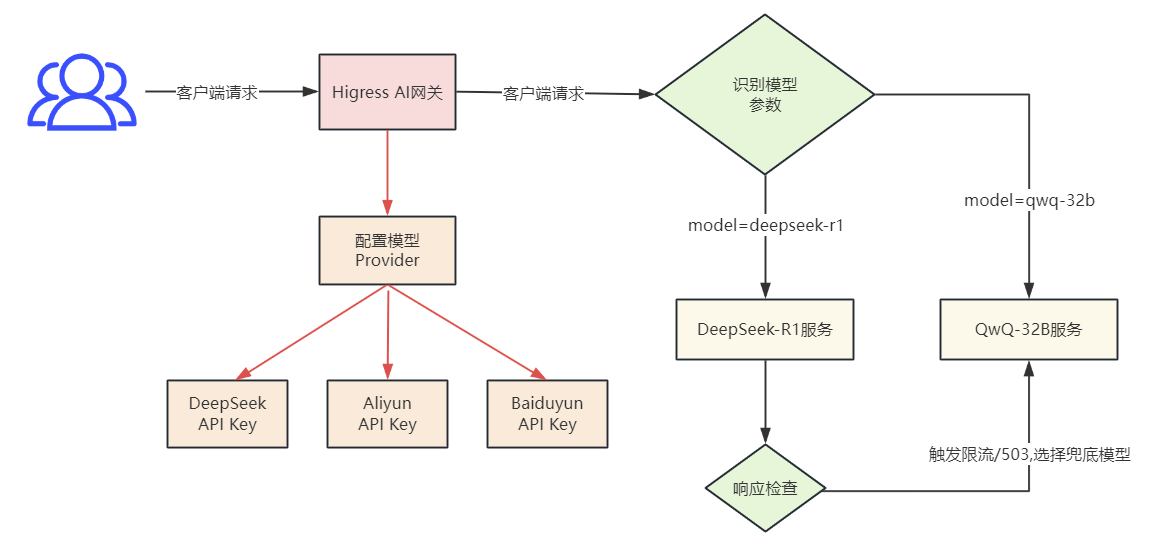 客户端请求
Higress AI网关
客户端请求
识别模型
参数
model=qwq-32b
model=deepseek-r1
配置模型
Provider
DeepSeek-R1服务
QwQ-32B服务
DeepSeek
API Key
Aliyun
API Key
Baiduyun
API Key
触发限流/503,选择兜底模型
响应检查